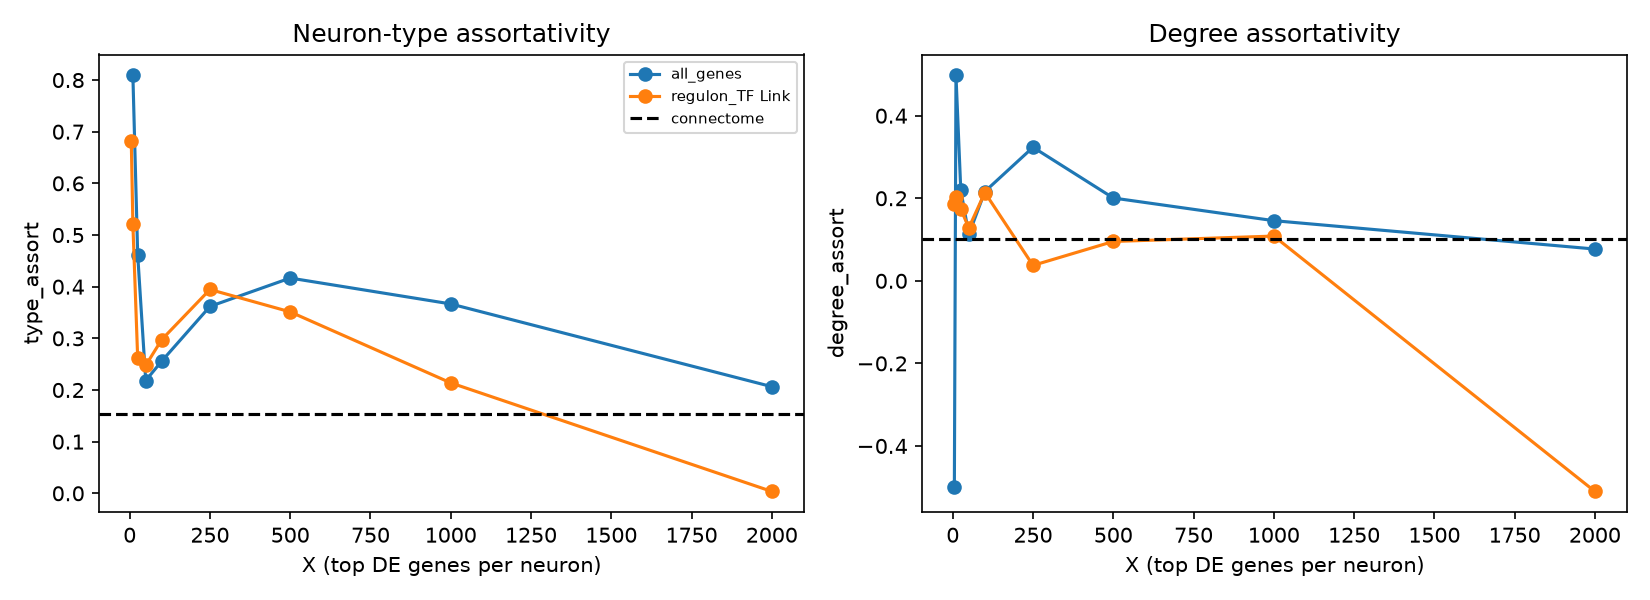 Neuron-type assortativity
type_assort
0.8
0.7
0.6
0.5
0.4
0.3
0.2
0.1
0.0
all_genes
regulon_TF Link
connectome
0 250 500 750 1000 1250 1500 1750 2000
X (top DE genes per neuron)
Degree assortativity
degree_assort
0.4
0.2
0.0
−0.2
−0.4
0 250 500 750 1000 1250 1500 1750 2000
X (top DE genes per neuron)